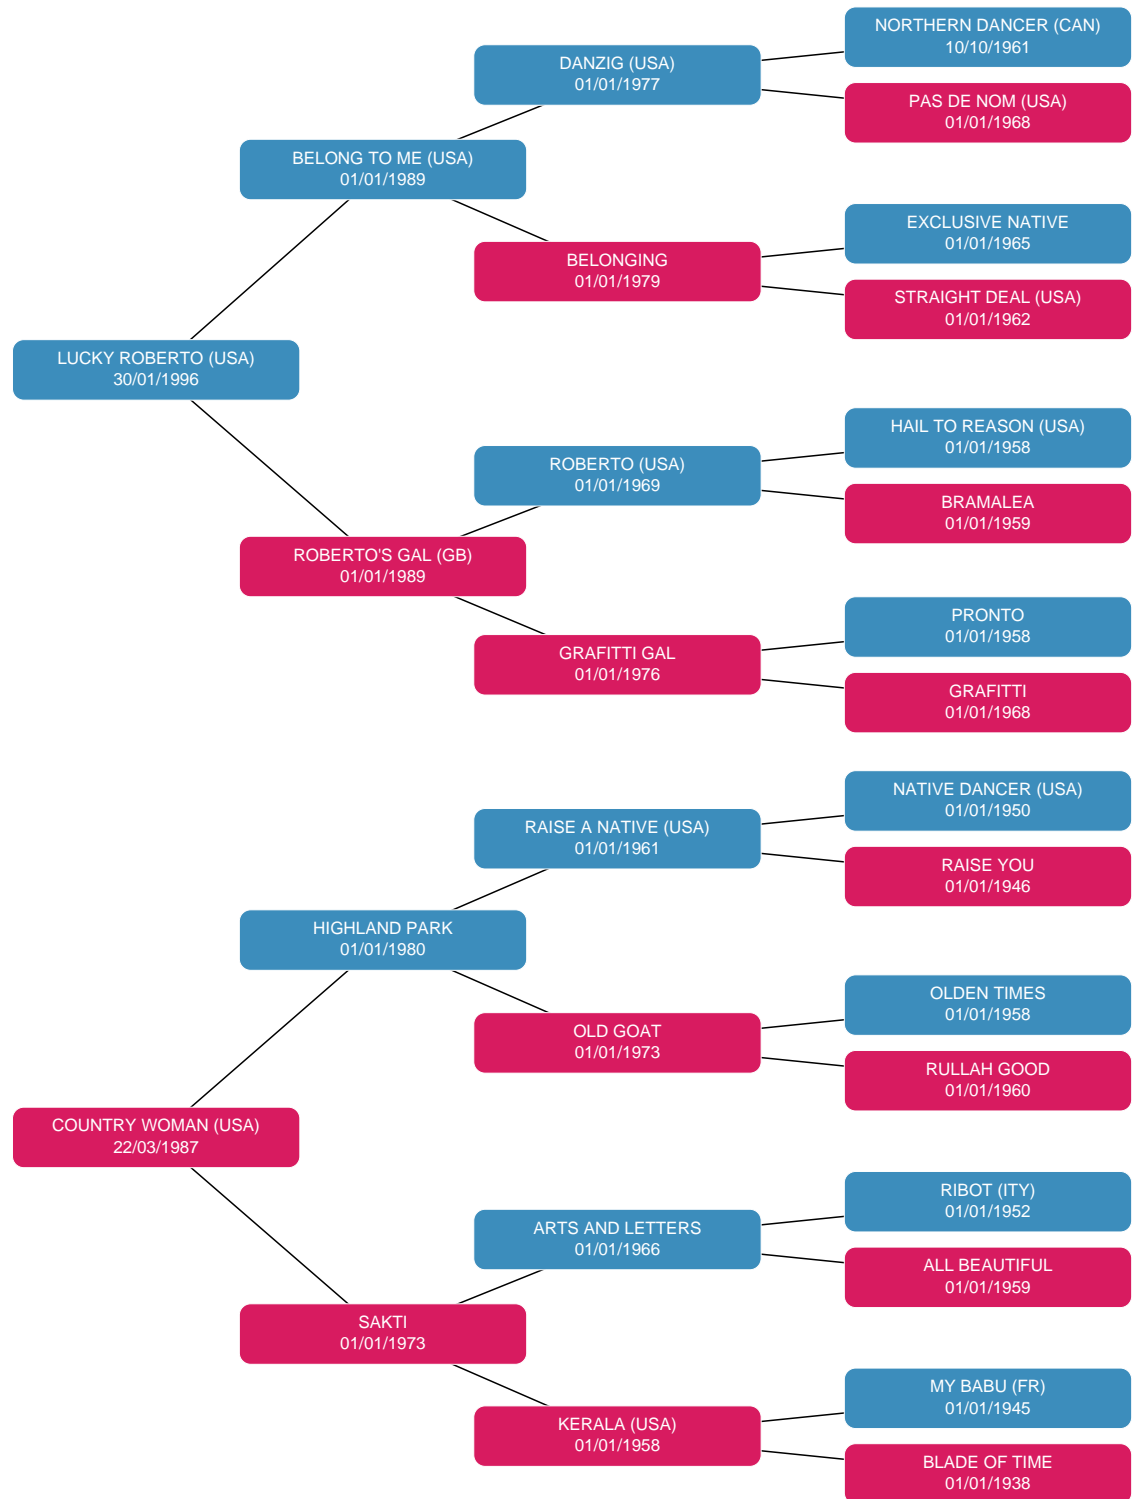 NORTHERN DANCER (CAN)
10/10/1961
DANZIG (USA)
01/01/1977
PAS DE NOM (USA)
01/01/1968
BELONG TO ME (USA)
01/01/1989
EXCLUSIVE NATIVE
01/01/1965
BELONGING
01/01/1979
STRAIGHT DEAL (USA)
01/01/1962
LUCKY ROBERTO (USA)
30/01/1996
HAIL TO REASON (USA)
01/01/1958
ROBERTO (USA)
01/01/1969
BRAMALEA
01/01/1959
ROBERTO'S GAL (GB)
01/01/1989
PRONTO
01/01/1958
GRAFITTI GAL
01/01/1976
GRAFITTI
01/01/1968
NATIVE DANCER (USA)
01/01/1950
RAISE A NATIVE (USA)
01/01/1961
RAISE YOU
01/01/1946
HIGHLAND PARK
01/01/1980
OLDEN TIMES
01/01/1958
OLD GOAT
01/01/1973
RULLAH GOOD
01/01/1960
COUNTRY WOMAN (USA)
22/03/1987
RIBOT (ITY)
01/01/1952
ARTS AND LETTERS
01/01/1966
ALL BEAUTIFUL
01/01/1959
SAKTI
01/01/1973
MY BABU (FR)
01/01/1945
KERALA (USA)
01/01/1958
BLADE OF TIME
01/01/1938